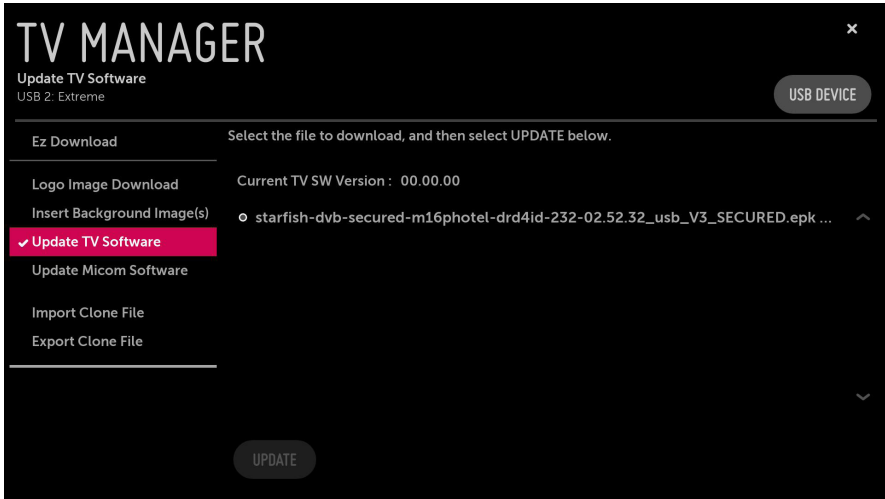 TV MANAGER
Update TV Software
USB 2: Extreme
USB DEVICE
Ez Download
Logo Image Download
Insert Background Image(s)
Update TV Software
Update Micom Software
Import Clone File
Export Clone File
Select the file to download, and then select UPDATE below.
Current TV SW Version : 00.00.00
starfish-dvb-secured-m16photel-drd4id-232-02.52.32_usb_V3_SECURED.epk ...
UPDATE